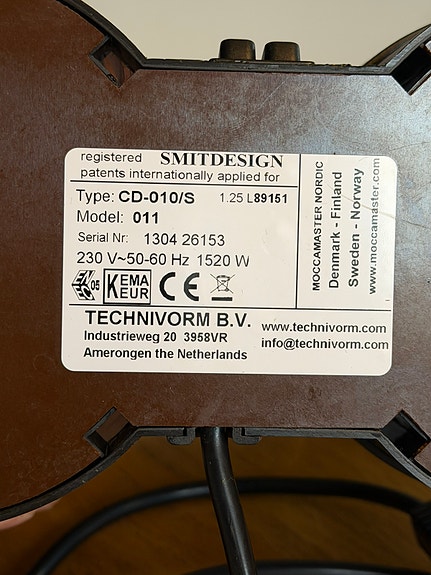 registered SMITDESIGN
patents internationally applied for
Type: CD-010/S 1.25 L89151
Model: 011
Serial Nr: 1304 26153
230 V~50-60 Hz 1520 W
05 KEMA EUR CE
TECHNIVORM B.V.
Industrieweg 20 3958VR
Amerongen the Netherlands
www.technivorm.com
info@technivorm.com
MOCCAMASTER NORDIC
Denmark - Finland
Sweden - Norway
www.moccamaster.com